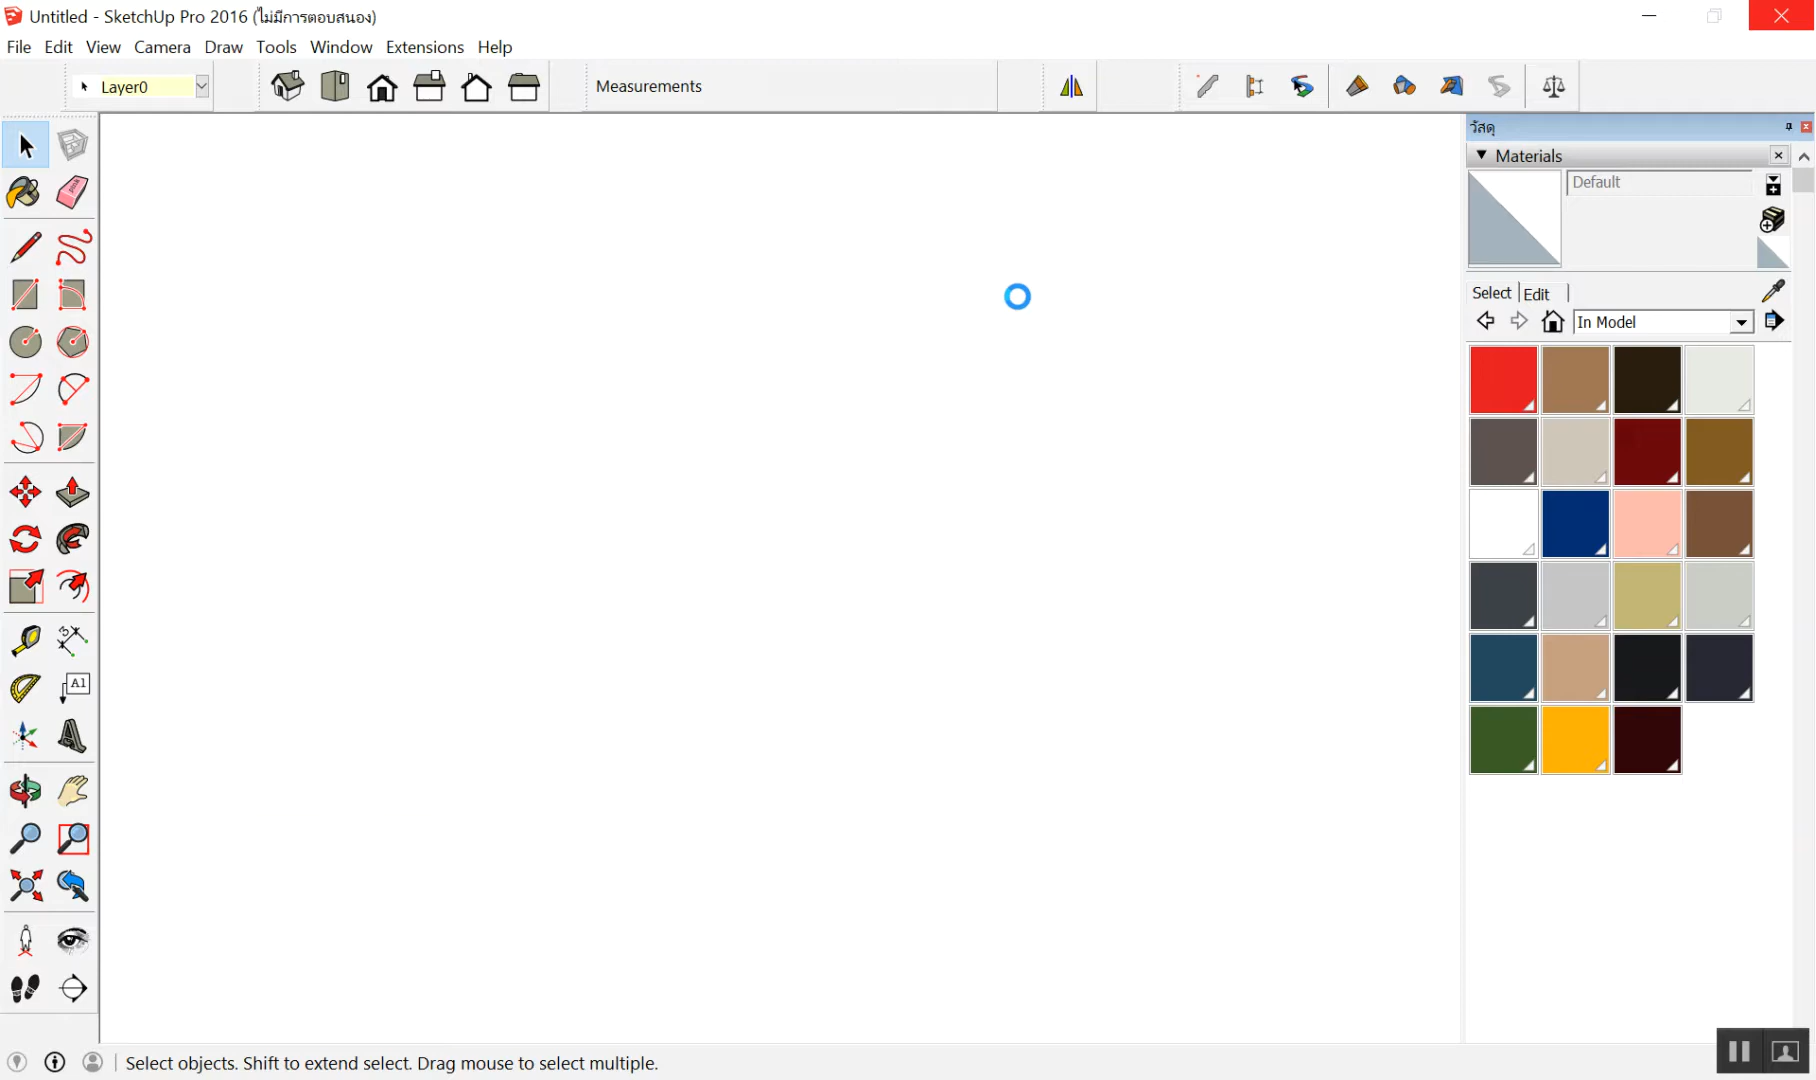 Untitled - SketchUp Pro 2016 (ไม่มีการตอบสนอง)
File Edit View Camera Draw Tools Window Extensions Help
Layer0
Measurements
วัสดุ
Materials
Default
Select Edit
In Model
A1
Select objects. Shift to extend select. Drag mouse to select multiple.